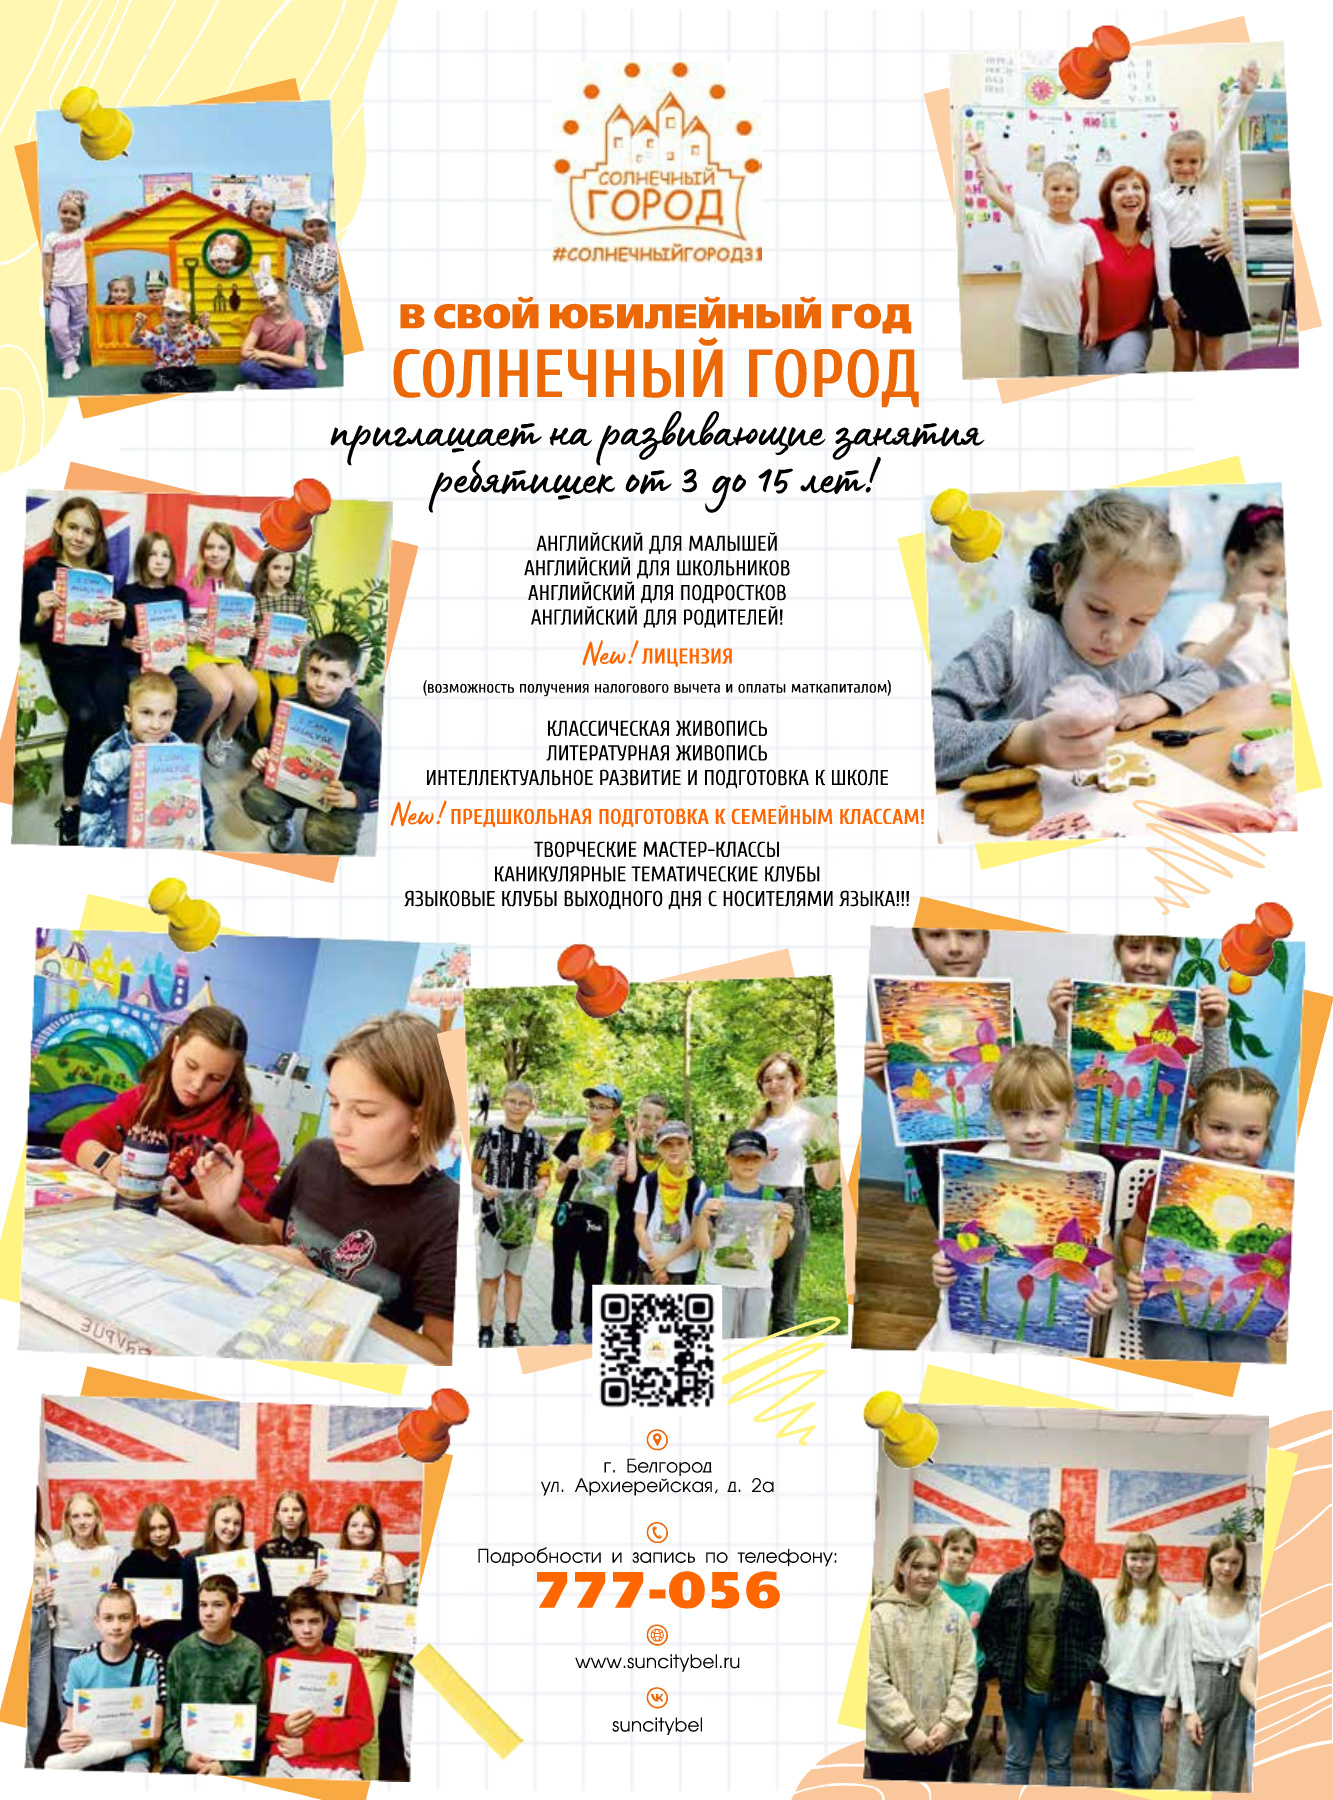 СОЛНЕЧНЫЙ
ГОРОД
#СОЛНЕЧНЫЙГОРОД31
В СВОЙ ЮБИЛЕЙНЫЙ ГОД
СОЛНЕЧНЫЙ ГОРОД
приглашает на развивающие занятия
ребятишек от 3 до 15 лет!
АНГЛИЙСКИЙ ДЛЯ МАЛЫШЕЙ
АНГЛИЙСКИЙ ДЛЯ ШКОЛЬНИКОВ
АНГЛИЙСКИЙ ДЛЯ ПОДРОСТКОВ
АНГЛИЙСКИЙ ДЛЯ РОДИТЕЛЕЙ!
New! ЛИЦЕНЗИЯ
(возможность получения налогового вычета и оплаты маткапиталом)
КЛАССИЧЕСКАЯ ЖИВОПИСЬ
ЛИТЕРАТУРНАЯ ЖИВОПИСЬ
ИНТЕЛЛЕКТУАЛЬНОЕ РАЗВИТИЕ И ПОДГОТОВКА К ШКОЛЕ
New! ПРЕДШКОЛЬНАЯ ПОДГОТОВКА К СЕМЕЙНЫМ КЛАССАМ!
ТВОРЧЕСКИЕ МАСТЕР-КЛАССЫ
КАНИКУЛЯРНЫЕ ТЕМАТИЧЕСКИЕ КЛУБЫ
ЯЗЫКОВЫЕ КЛУБЫ ВЫХОДНОГО ДНЯ С НОСИТЕЛЯМИ ЯЗЫКА!!!
I CAN
ANALYSE
ENGLISH
г. Белгород
ул. Архиерейская, д. 2а
Подробности и запись по телефону:
777-056
www.suncitybel.ru
suncitybel